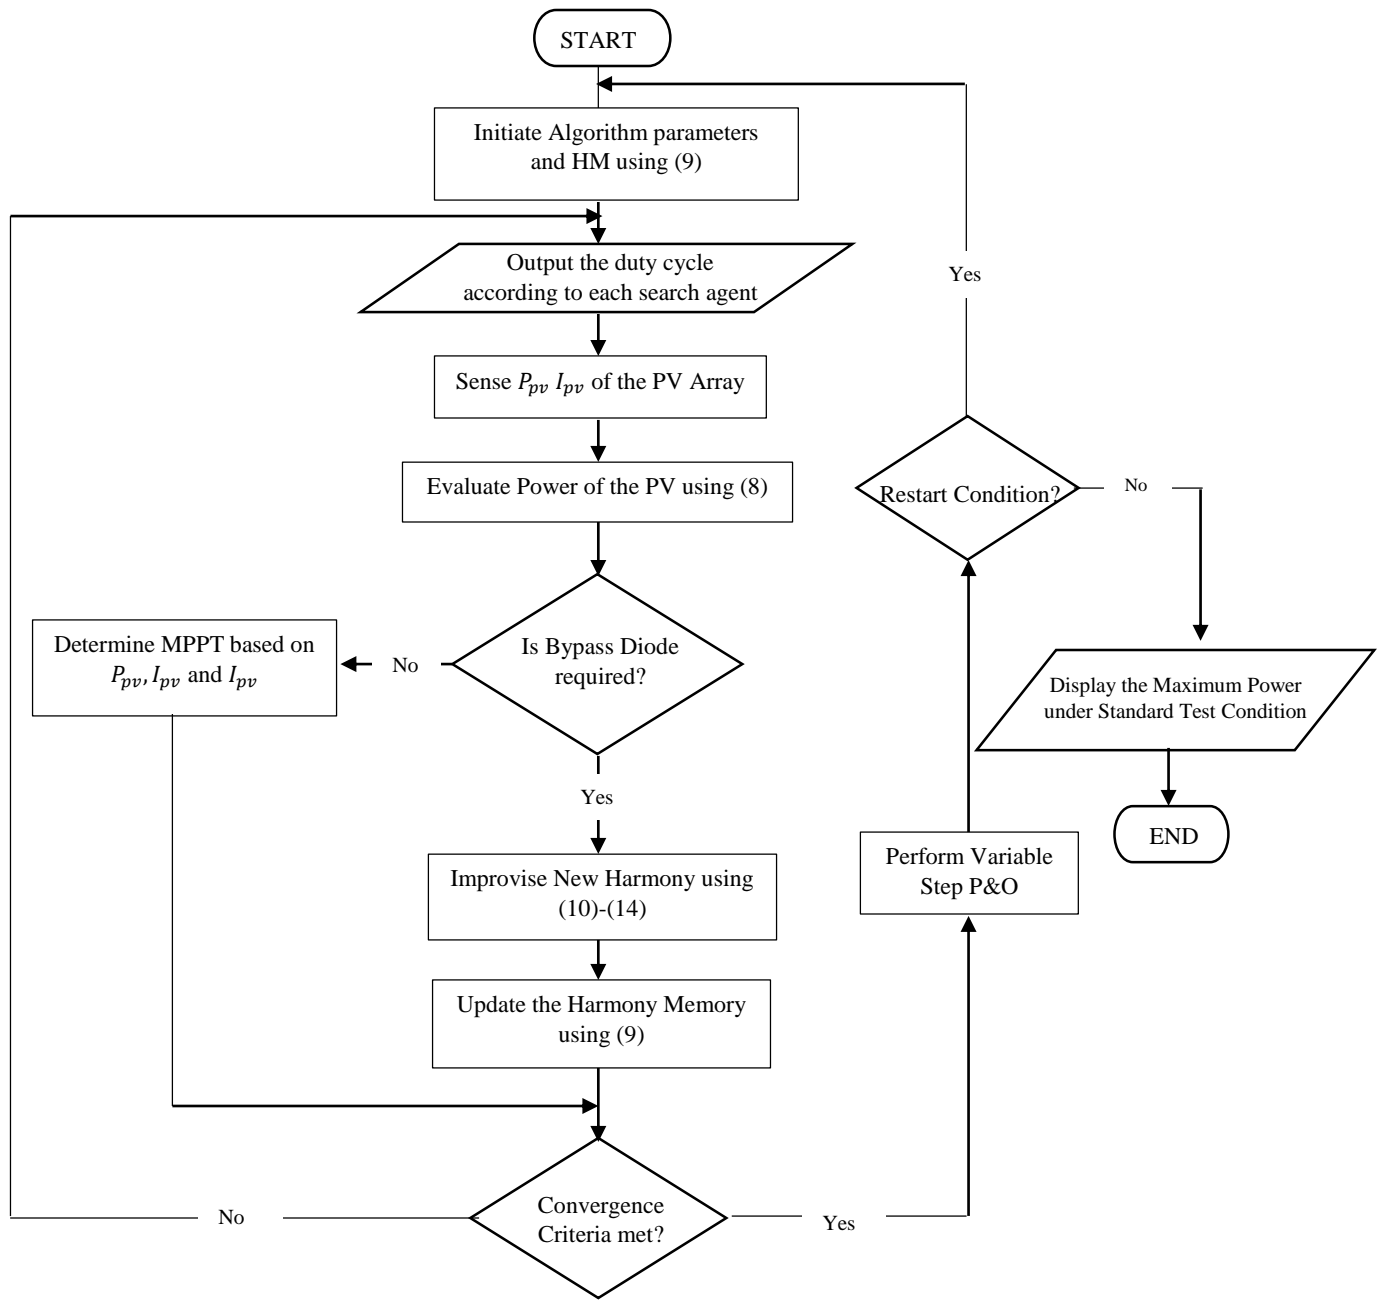 START
Initiate Algorithm parameters
and HM using (9)
Output the duty cycle
according to each search agent
Yes
Sense P_pv I_pv of the PV Array
Evaluate Power of the PV using (8)
Restart Condition?
No
Determine MPPT based on
P_pv, I_pv and I_pv
No
Is Bypass Diode
required?
Display the Maximum Power
under Standard Test Condition
Yes
END
Improvise New Harmony using
(10)-(14)
Perform Variable
Step P&O
Update the Harmony Memory
using (9)
Convergence
Criteria met?
No
Yes